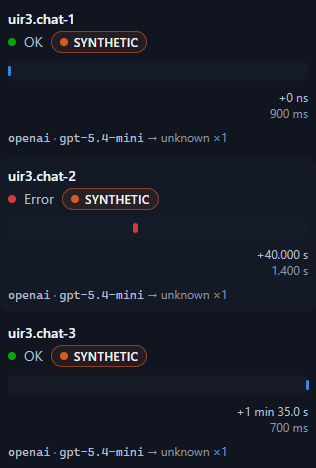 uir3.chat-1
OK SYNTHETIC
+0 ns
900 ms
openai·gpt-5.4-mini → unknown ×1
uir3.chat-2
Error SYNTHETIC
+40.000 s
1.400 s
openai·gpt-5.4-mini → unknown ×1
uir3.chat-3
OK SYNTHETIC
+1 min 35.0 s
700 ms
openai·gpt-5.4-mini → unknown ×1